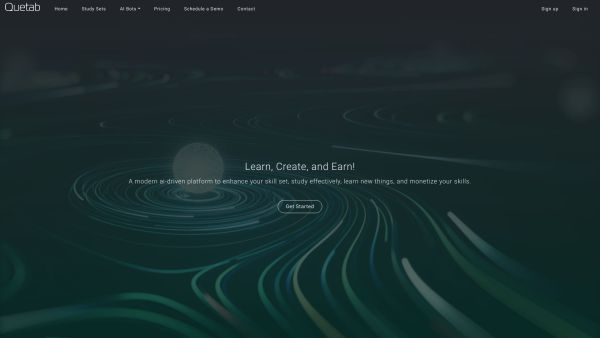 Quetab
Home
Study Sets
AI Bots
Pricing
Schedule a Demo
Contact
Sign up
Sign in
Learn, Create, and Earn!
A modern ai-driven platform to enhance your skill set, study effectively, learn new things, and monetize your skills.
Get Started